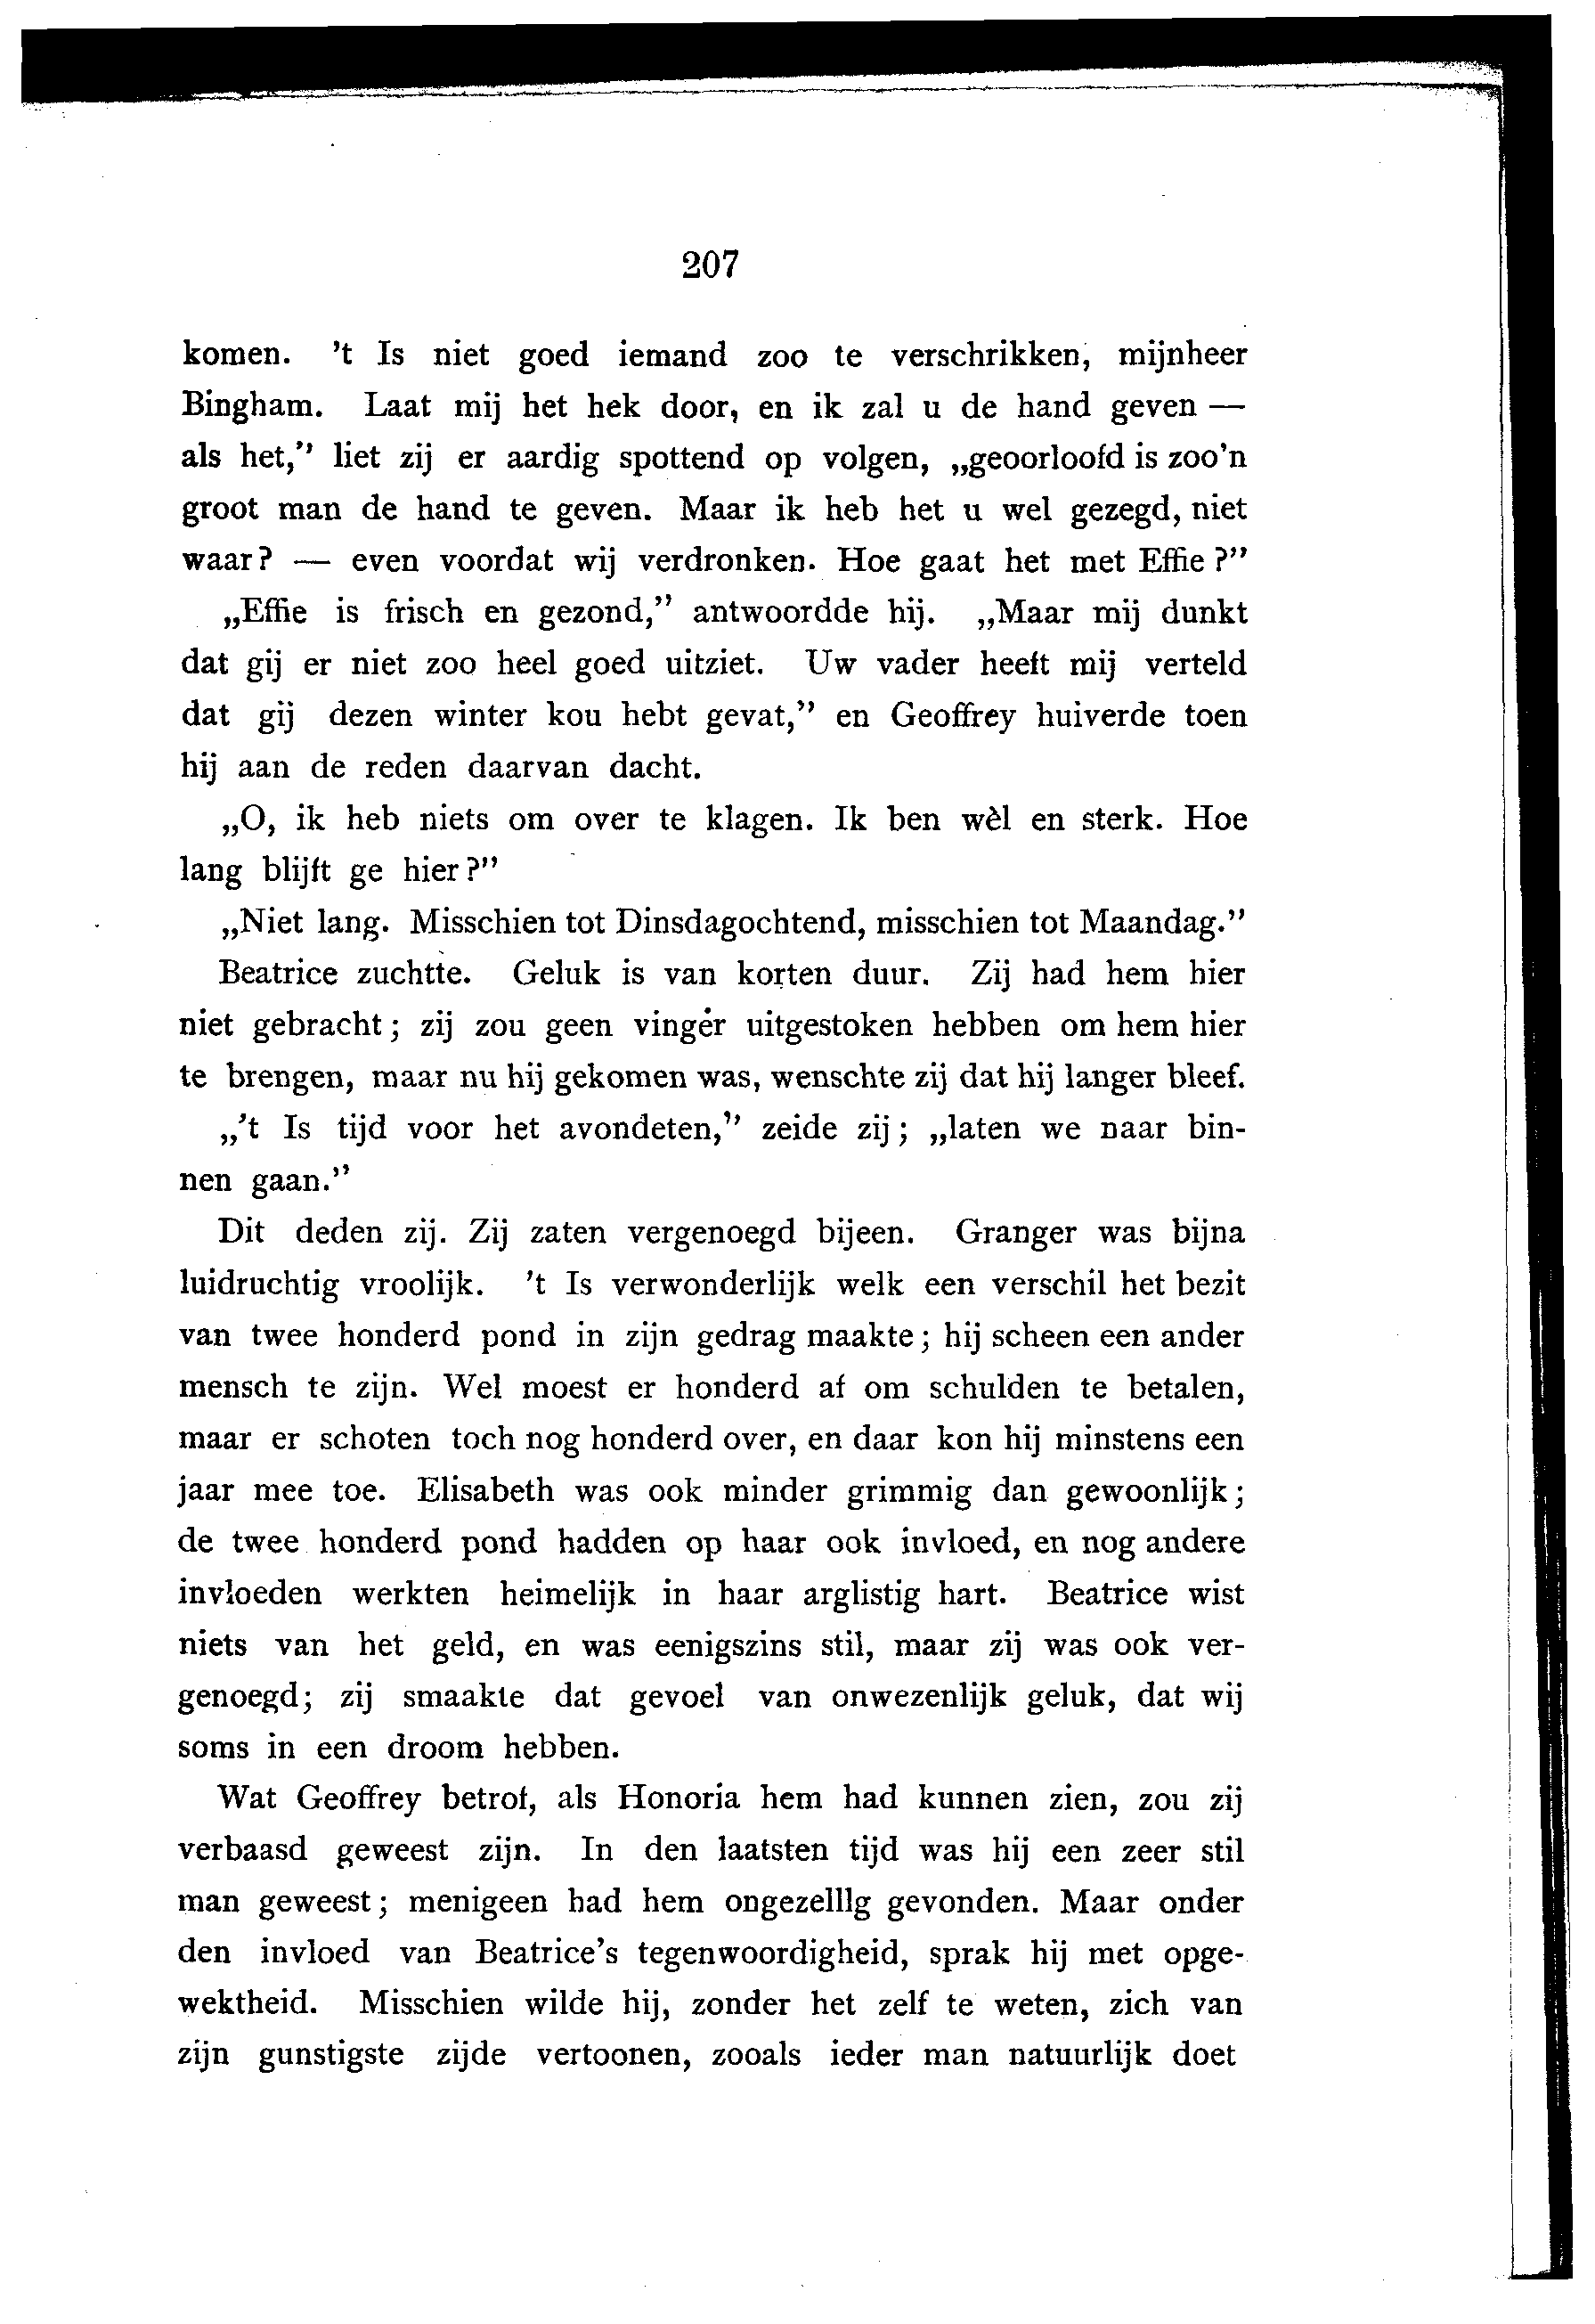 207
komen. 't Is niet goed iemand zoo te verschrikken, mijnheer
Bingham. Laat mij het hek door, en ik zal u de hand geven —
als het,” liet zij er aardig spottend op volgen, „geoorloofd is zoo'n
groot man de hand te geven. Maar ik heb het u wel gezegd, niet
waar? — even voordat wij verdronken. Hoe gaat het met Effie?”
„Effie is frisch en gezond,” antwoordde hij. „Maar mij dunkt
dat gij er niet zoo heel goed uitziet. Uw vader heeft mij verteld
dat gij dezen winter kou hebt gevat,” en Geoffrey huiverde toen
hij aan de reden daarvan dacht.
„O, ik heb niets om over te klagen. Ik ben wèl en sterk. Hoe
lang blijft ge hier?”
„Niet lang. Misschien tot Dinsdagochtend, misschien tot Maandag.”
Beatrice zuchtte. Geluk is van korten duur. Zij had hem hier
niet gebracht; zij zou geen vinger uitgestoken hebben om hem hier
te brengen, maar nu hij gekomen was, wenschte zij dat hij langer bleef.
„'t Is tijd voor het avondeten,” zeide zij; „laten we naar bin-
nen gaan.”
Dit deden zij. Zij zaten vergenoegd bijeen. Granger was bijna
luidruchtig vroolijk. 't Is verwonderlijk welk een verschil het bezit
van twee honderd pond in zijn gedrag maakte; hij scheen een ander
mensch te zijn. Wel moest er honderd af om schulden te betalen,
maar er schoten toch nog honderd over, en daar kon hij minstens een
jaar mee toe. Elisabeth was ook minder grimmig dan gewoonlijk;
de twee honderd pond hadden op haar ook invloed, en nog andere
invloeden werkten heimelijk in haar arglistig hart. Beatrice wist
niets van het geld, en was eenigszins stil, maar zij was ook ver-
genoegd; zij smaakte dat gevoel van onwezenlijk geluk, dat wij
soms in een droom hebben.
Wat Geoffrey betrof, als Honoria hem had kunnen zien, zou zij
verbaasd geweest zijn. In den laatsten tijd was hij een zeer stil
man geweest; menigeen had hem ongezelllg gevonden. Maar onder
den invloed van Beatrice's tegenwoordigheid, sprak hij met opge-
wektheid. Misschien wilde hij, zonder het zelf te weten, zich van
zijn gunstigste zijde vertoonen, zooals ieder man natuurlijk doet